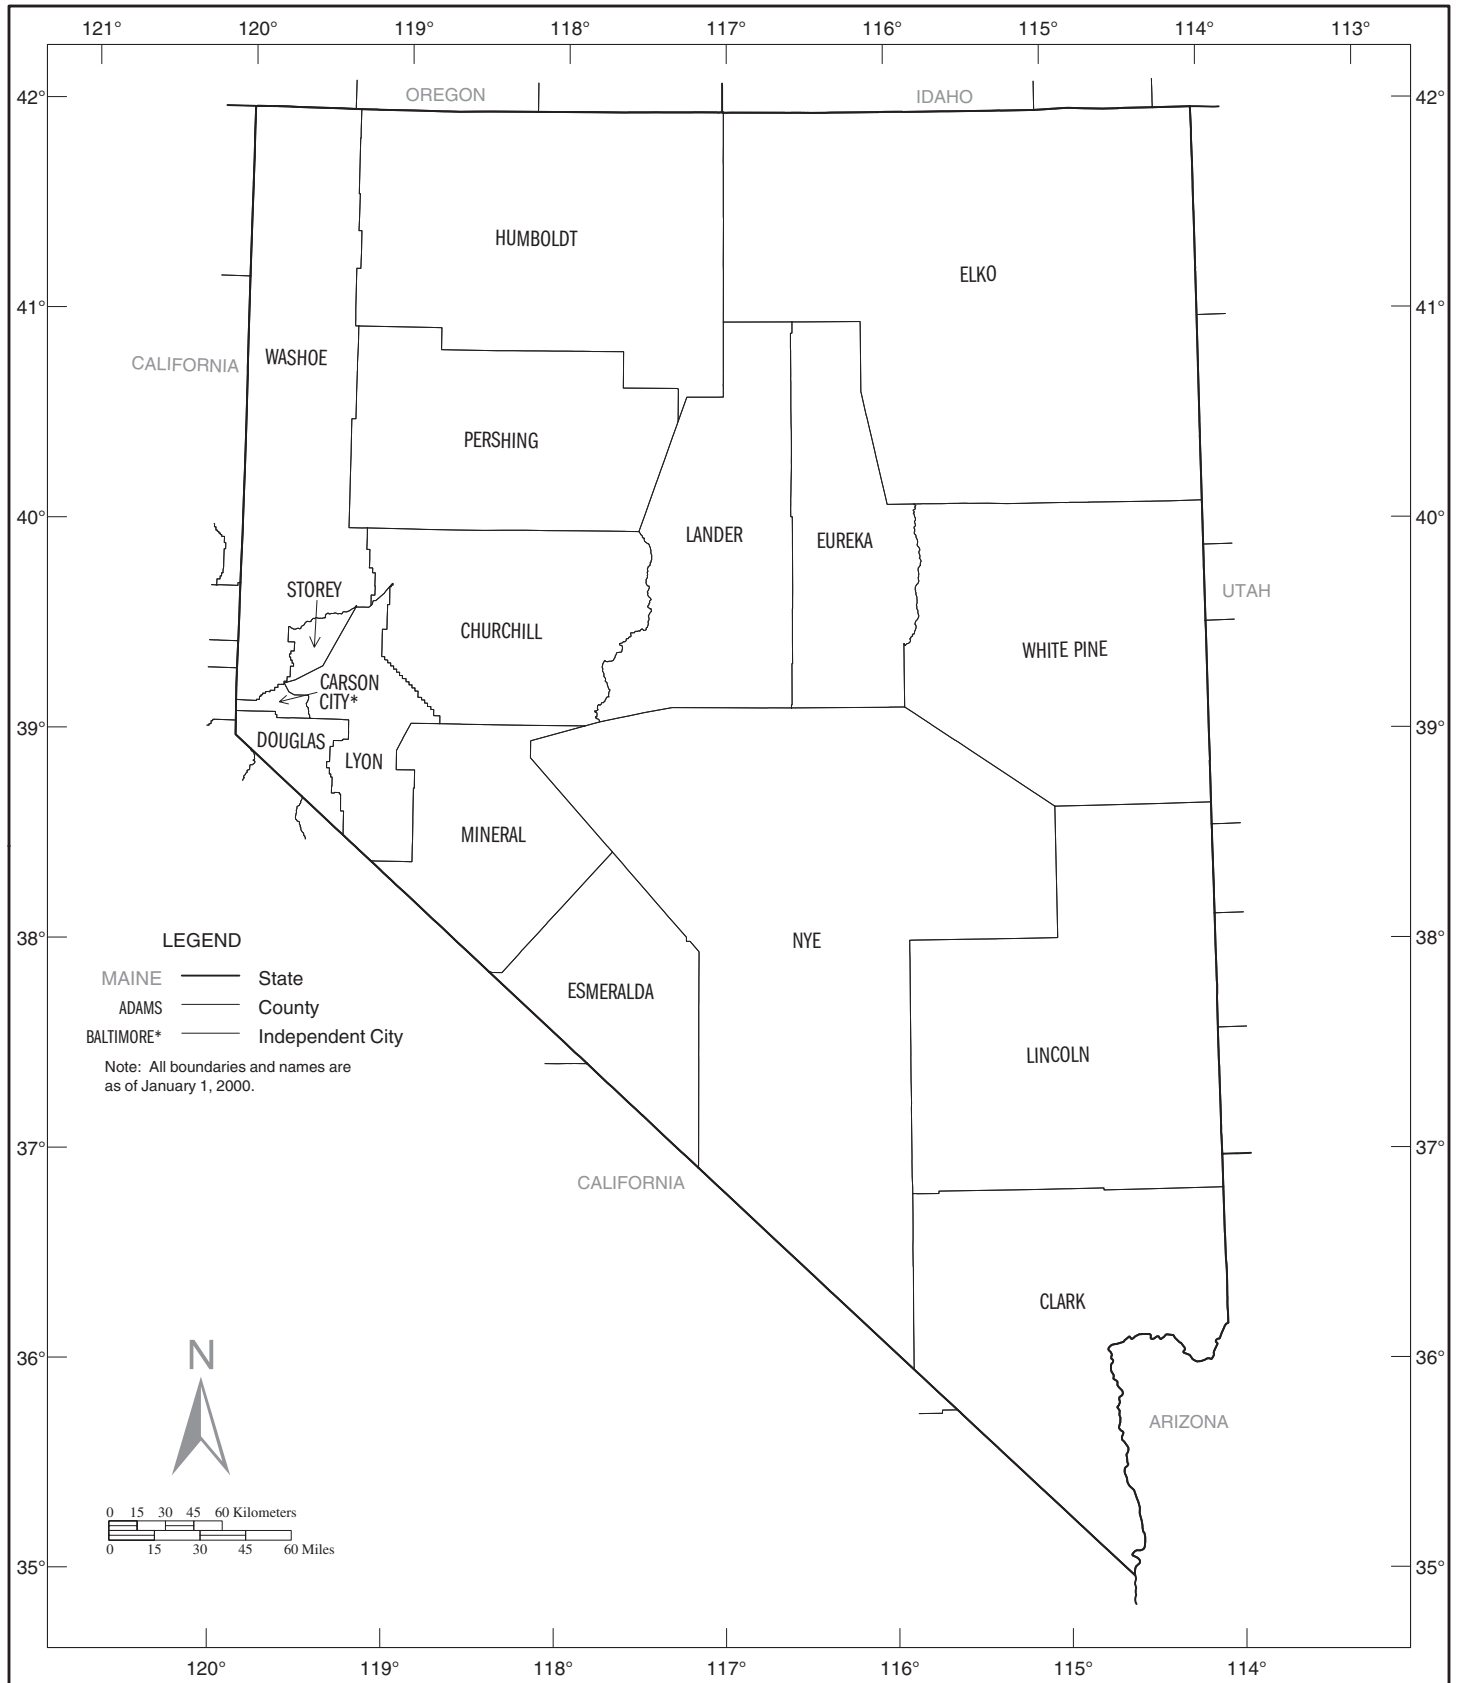 121° 120° 119° 118° 117° 116° 115° 114° 113°
42° OREGON IDAHO 42°
HUMBOLDT
ELKO
41° 41°
WASHOE
CALIFORNIA
PERSHING
40° 40°
LANDER
EUREKA
STOREY
UTAH
CHURCHILL
WHITE PINE
CARSON
CITY*
39° 39°
DOUGLAS
LYON
MINERAL
38° 38°
NYE
LEGEND
MAINE State
ESMERALDA
ADAMS County
BALTIMORE* Independent City
LINCOLN
Note: All boundaries and names are
as of January 1, 2000.
37° 37°
CALIFORNIA
CLARK
N
36° 36°
ARIZONA
0 15 30 45 60 Kilometers
0 15 30 45 60 Miles
35° 35°
120° 119° 118° 117° 116° 115° 114°